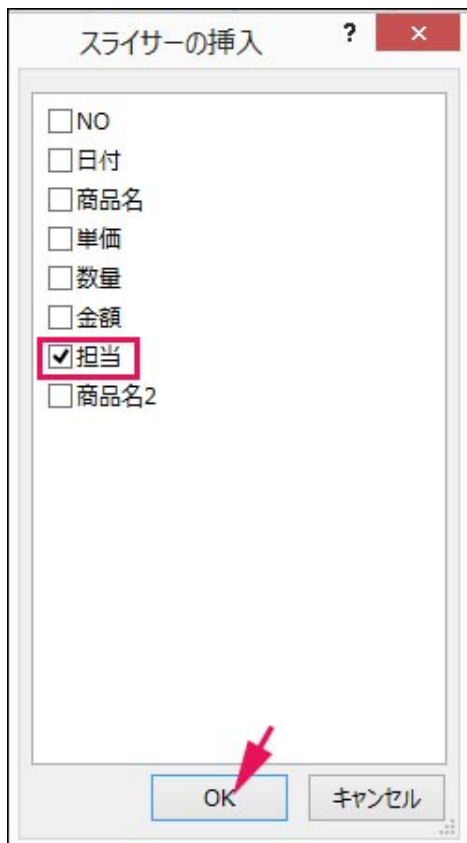 スライサーの挿入 ? ×
NO
日付
商品名
単価
数量
金額
担当
商品名2
OK キャンセル